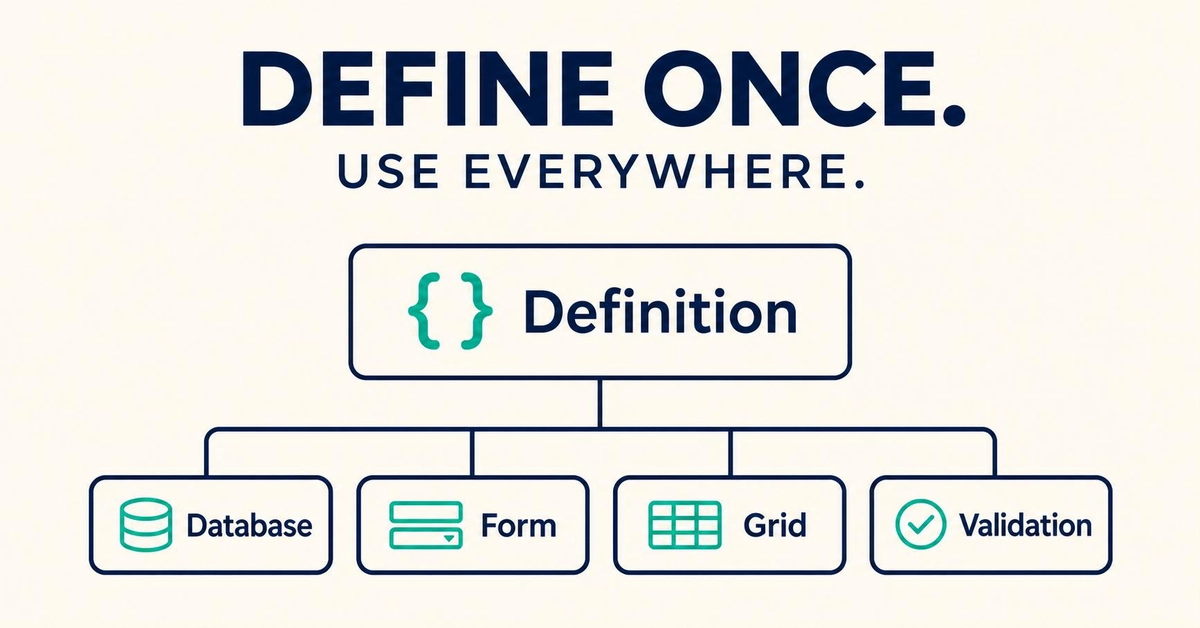 DEFINE ONCE.
USE EVERYWHERE.
{ } Definition
Database
Form
Grid
Validation